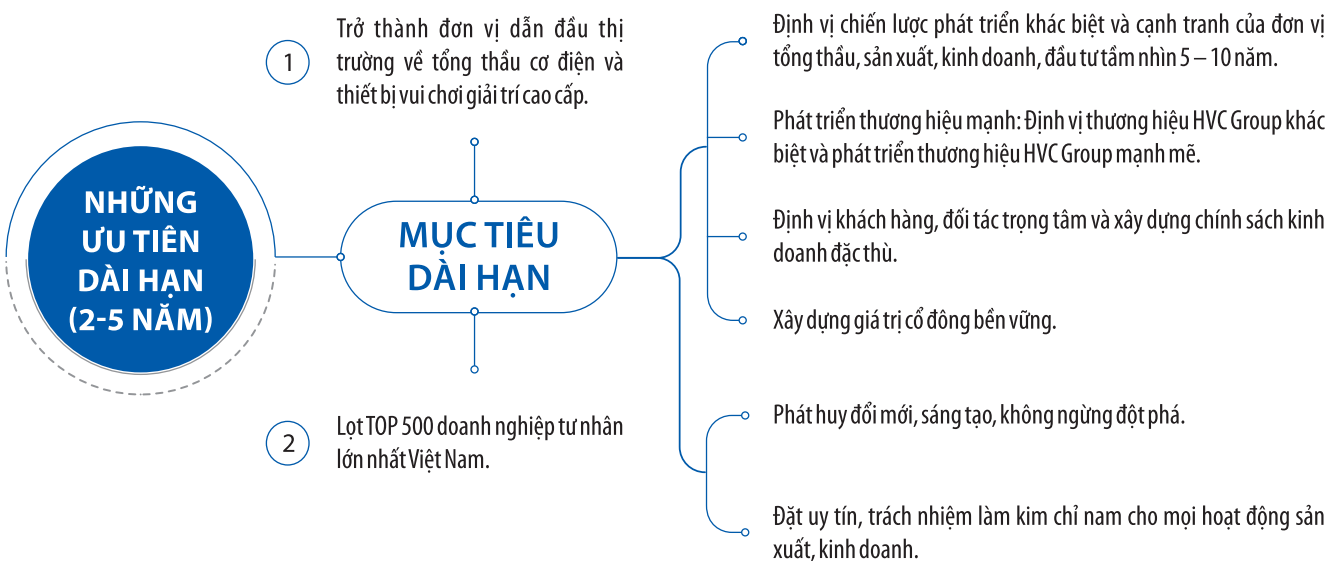 NHỮNG
ƯU TIÊN
DÀI HẠN
(2-5 NĂM)
1
Trở thành đơn vị dẫn đầu thị
trường về tổng thầu cơ điện và
thiết bị vui chơi giải trí cao cấp.
MỤC TIÊU
DÀI HẠN
2
Lọt TOP 500 doanh nghiệp tư nhân
lớn nhất Việt Nam.
Định vị chiến lược phát triển khác biệt và cạnh tranh của đơn vị
tổng thầu, sản xuất, kinh doanh, đầu tư tầm nhìn 5 – 10 năm.
Phát triển thương hiệu mạnh: Định vị thương hiệu HVC Group khác
biệt và phát triển thương hiệu HVC Group mạnh mẽ.
Định vị khách hàng, đối tác trọng tâm và xây dựng chính sách kinh
doanh đặc thù.
Xây dựng giá trị cổ đông bền vững.
Phát huy đổi mới, sáng tạo, không ngừng đột phá.
Đặt uy tín, trách nhiệm làm kim chỉ nam cho mọi hoạt động sản
xuất, kinh doanh.